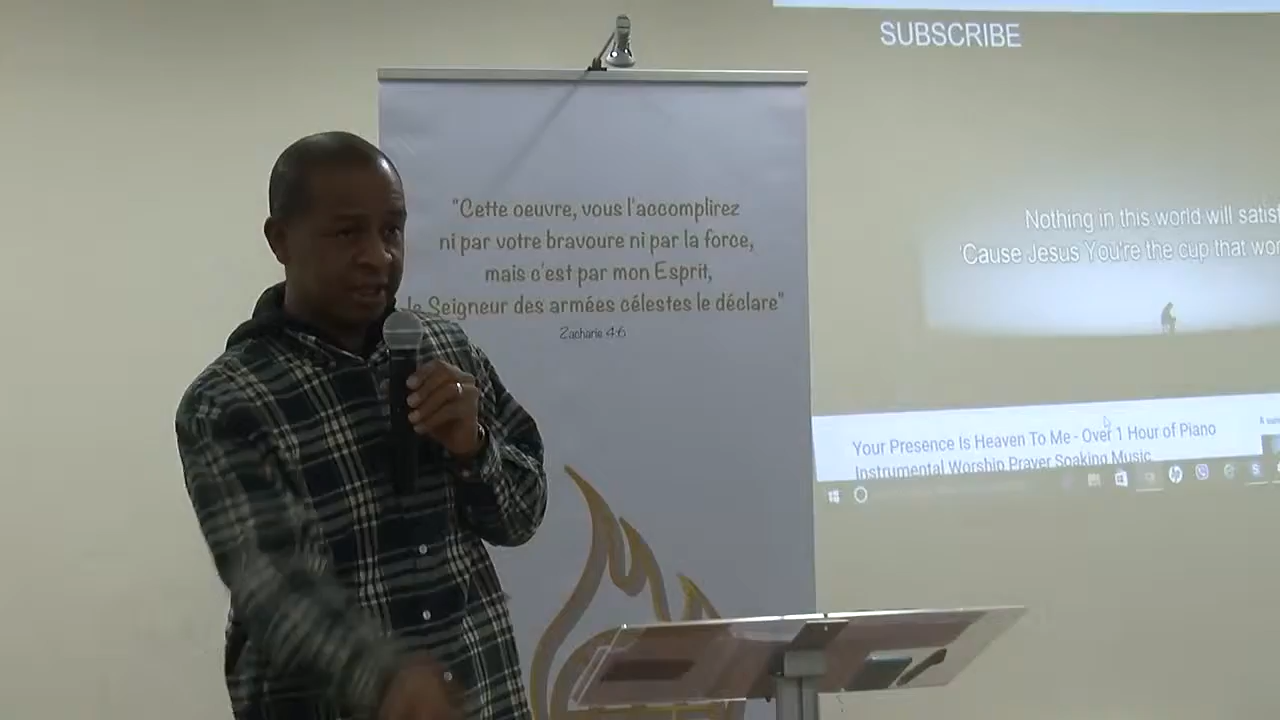 SUBSCRIBE
"Cette oeuvre, vous l'accomplirez
ni par votre bravoure ni par la force,
mais c'est par mon Esprit,
le Seigneur des armées célestes le déclare"
Zacharie 4:6
Nothing in this world will satis
'Cause Jesus You're the cup that wo
Your Presence Is Heaven To Me - Over 1 Hour of Piano
Instrumental Worship Prayer Soaking Music